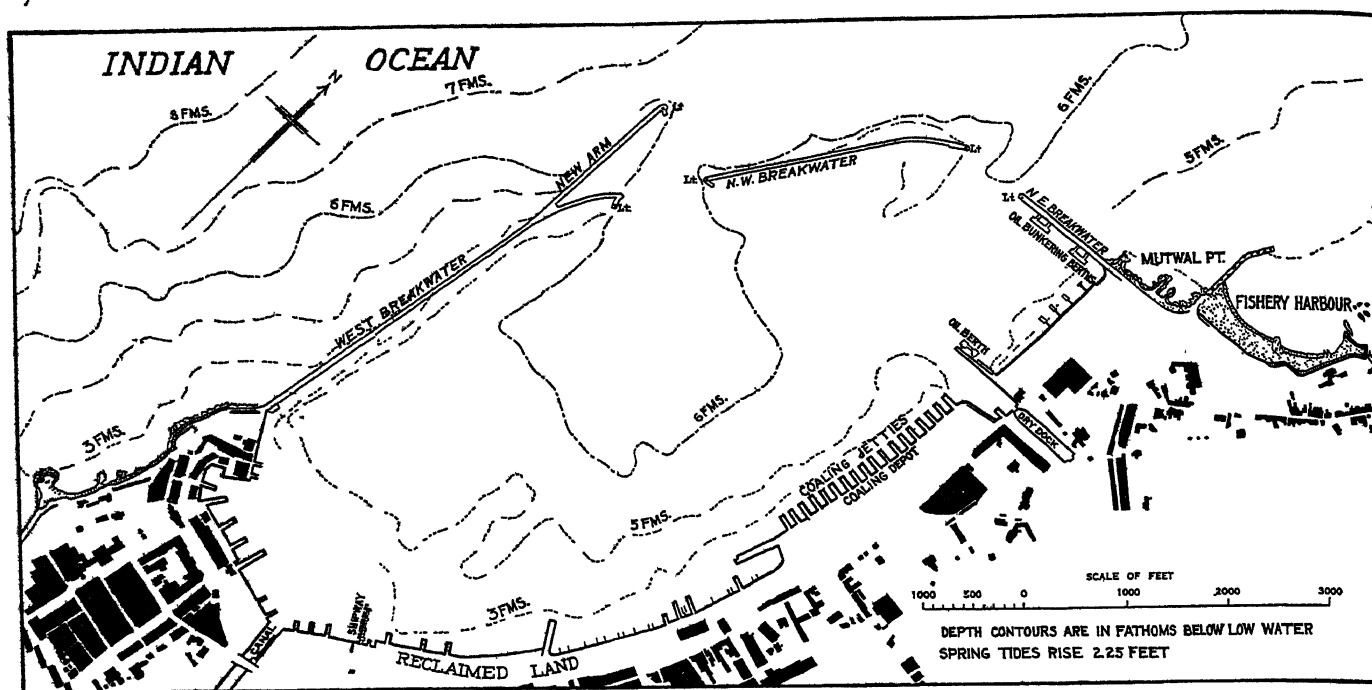 INDIAN OCEAN
N
8 FMS.
7 FMS.
6 FMS.
5 FMS.
Lt
NEW ARM
Lt
Lt
N.W. BREAKWATER
Lt
Lt
N E BREAKWATER
6 FMS.
OIL BUNKERING BERTHS
MUTWAL PT.
FISHERY HARBOUR
WEST BREAKWATER
OIL BERTH
6 FMS.
3 FMS.
COALING JETTIES
COALING DEPOT
DRY DOCK
5 FMS.
3 FMS.
SLIPWAY
CANAL
RECLAIMED LAND
SCALE OF FEET
1000 500 0 1000 2000 3000
DEPTH CONTOURS ARE IN FATHOMS BELOW LOW WATER
SPRING TIDES RISE 2.25 FEET